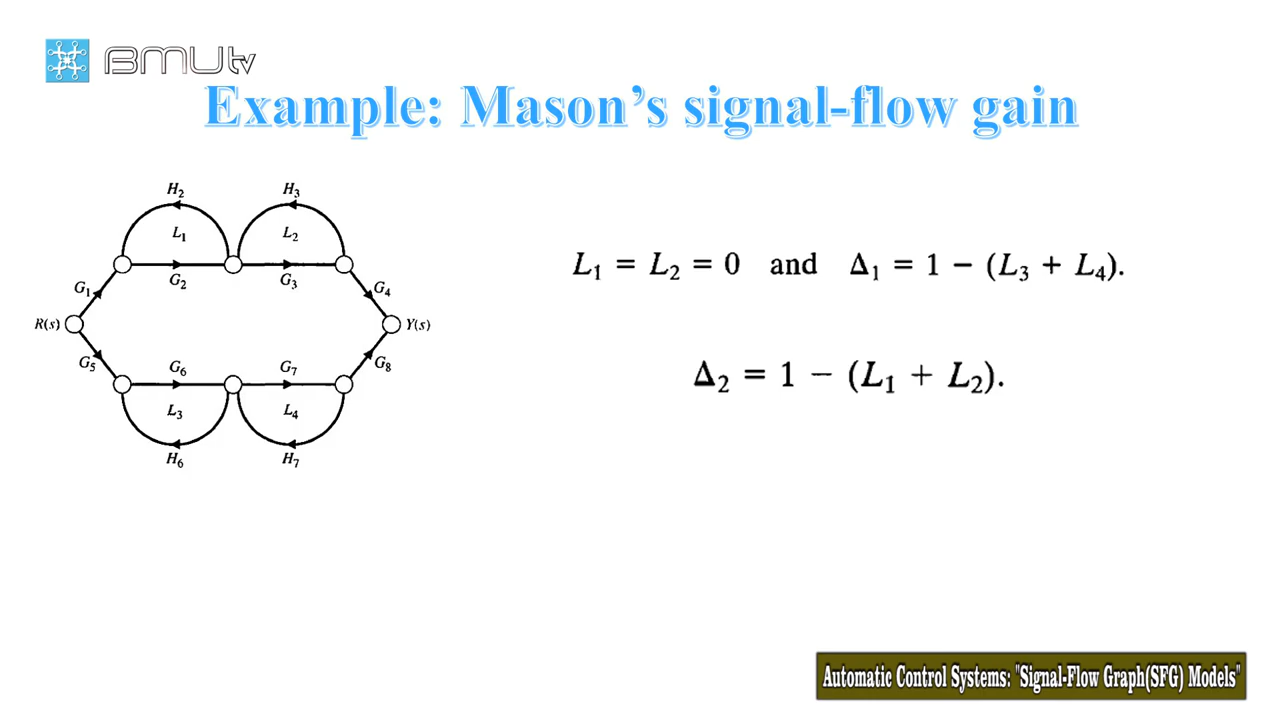 BMUtv
Example: Mason's signal-flow gain
H₂ H₃
L₁ L₂
G₂ G₃
G₁ G₄
R(s) Y(s)
G₅ G₈
G₆ G₇
L₃ L₄
H₆ H₇
L₁ = L₂ = 0 and Δ₁ = 1 − (L₃ + L₄).
Δ₂ = 1 − (L₁ + L₂).
Automatic Control Systems: "Signal-Flow Graph(SFG) Models"